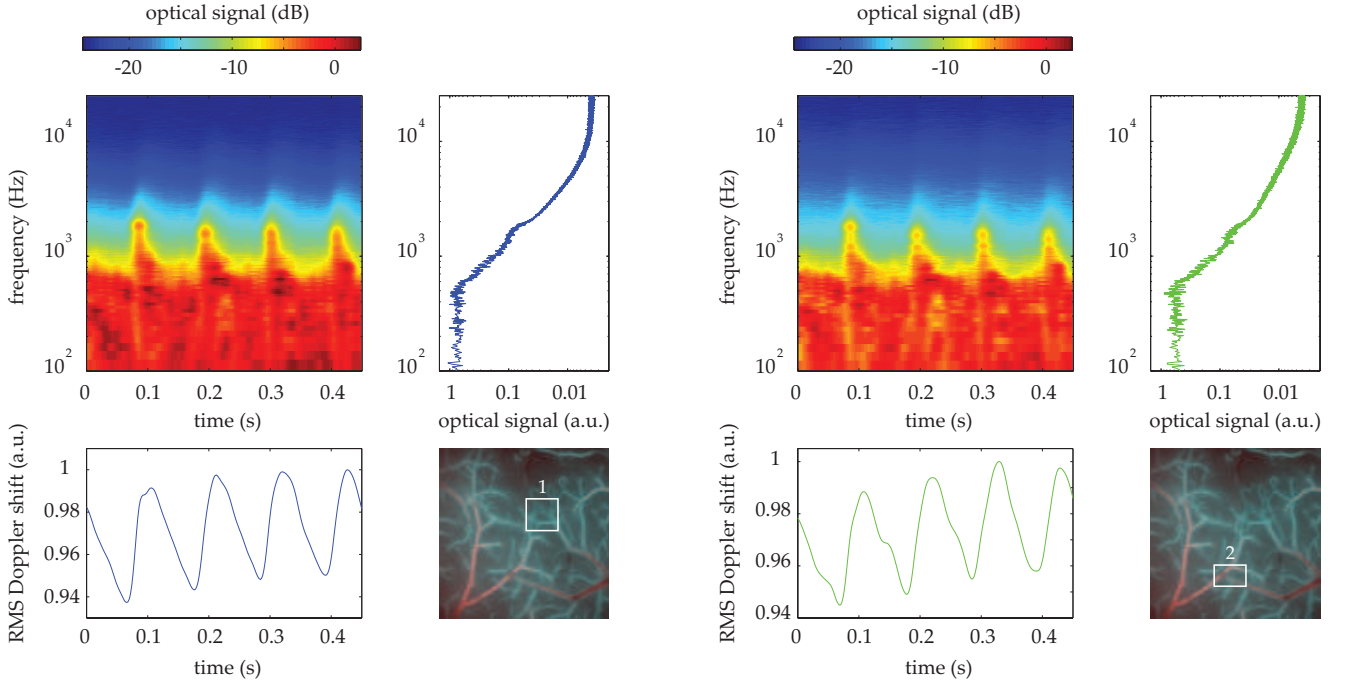 optical signal (dB)
-20 -10 0
frequency (Hz)
10^4
10^3
10^2
0 0.1 0.2 0.3 0.4
time (s)
10^4
10^3
10^2
1 0.1 0.01
optical signal (a.u.)
RMS Doppler shift (a.u.)
1
0.98
0.96
0.94
0 0.1 0.2 0.3 0.4
time (s)
1
optical signal (dB)
-20 -10 0
frequency (Hz)
10^4
10^3
10^2
0 0.1 0.2 0.3 0.4
time (s)
10^4
10^3
10^2
1 0.1 0.01
optical signal (a.u.)
RMS Doppler shift (a.u.)
1
0.98
0.96
0.94
0 0.1 0.2 0.3 0.4
time (s)
2